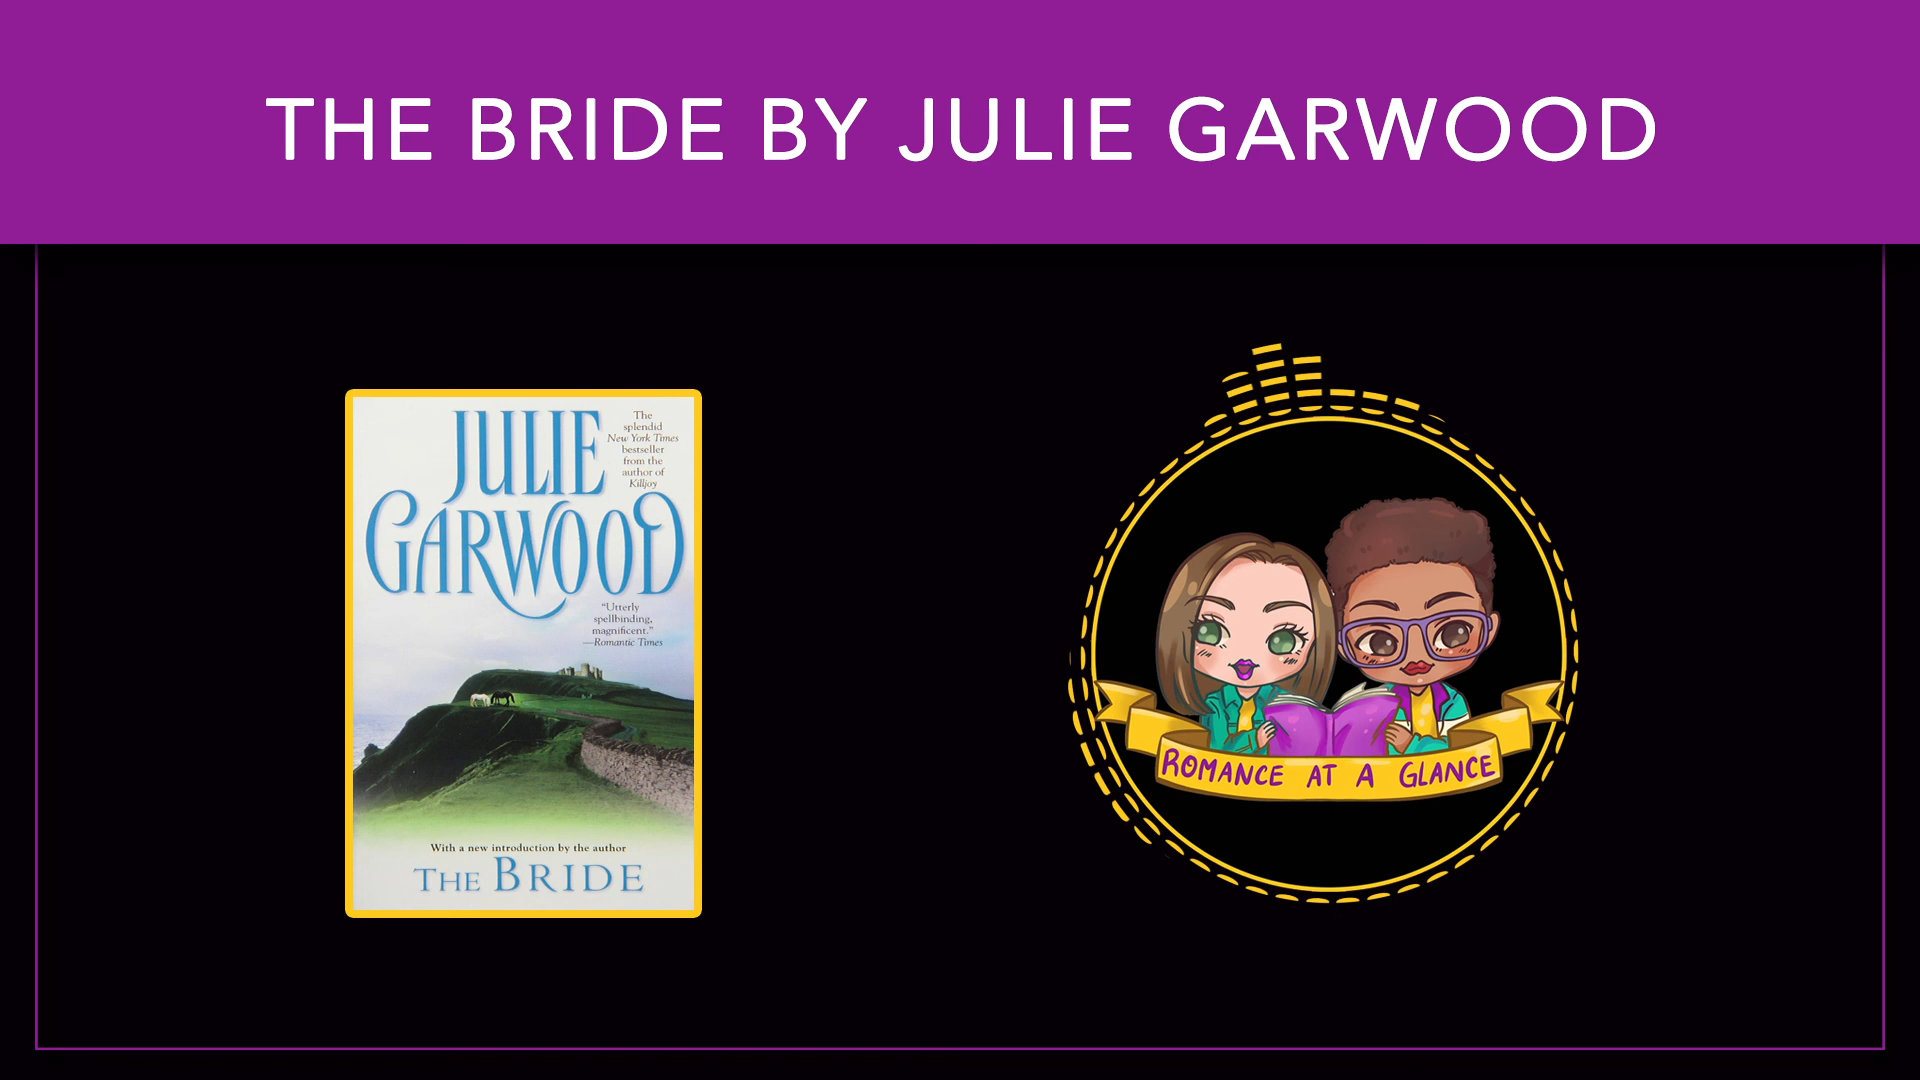 THE BRIDE BY JULIE GARWOOD
JULIE
GARWOOD
The
splendid
New York Times
bestseller
from the
author of
Killjoy
“Utterly
spellbinding,
magnificent.”
—Romantic Times
With a new introduction by the author
THE BRIDE
ROMANCE AT A GLANCE